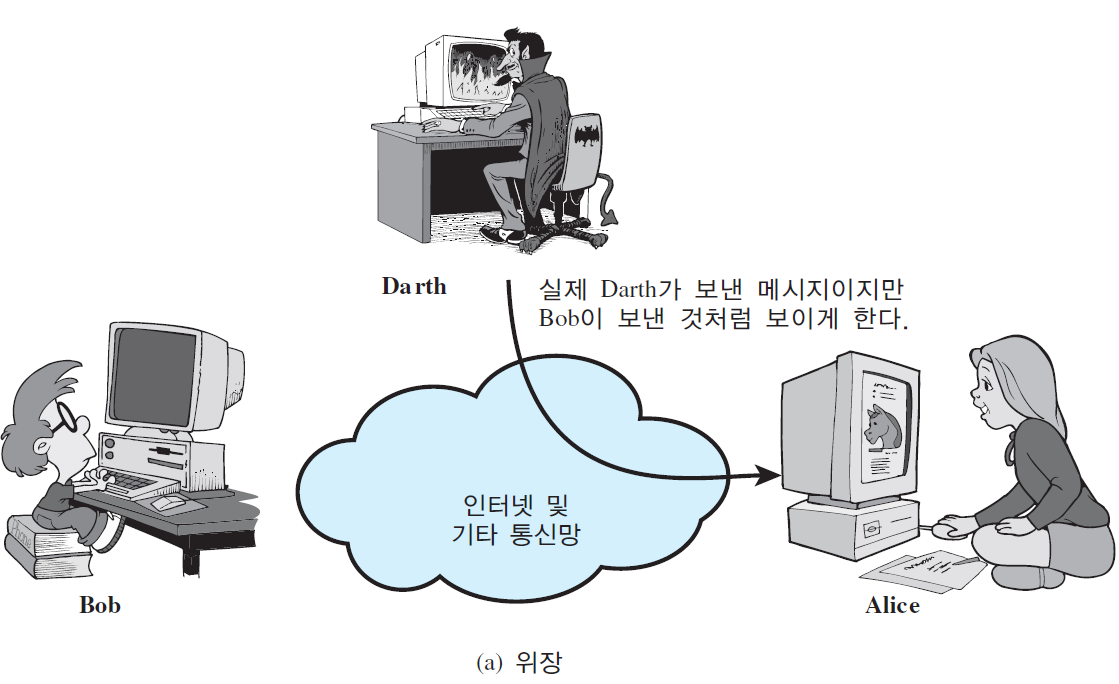 Darth
실제 Darth가 보낸 메시지이지만
Bob이 보낸 것처럼 보이게 한다.
인터넷 및
기타 통신망
Bob
Alice
(a) 위장